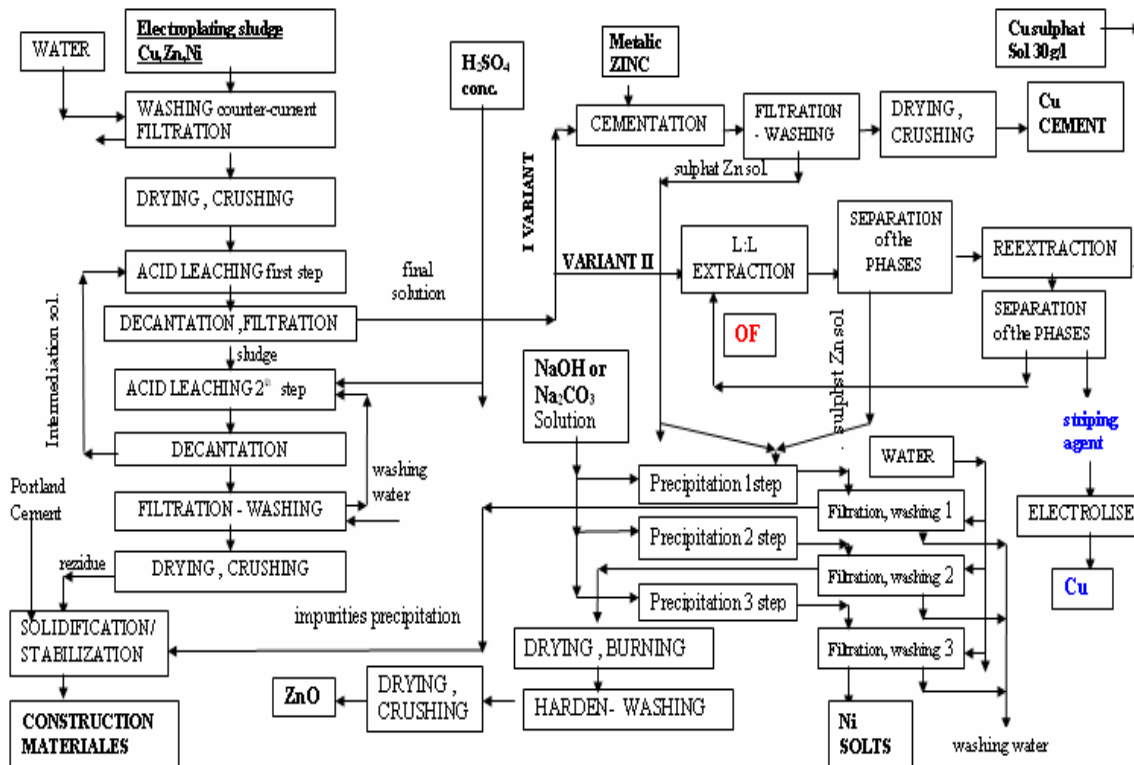 Electroplating sludge
Cu,Zn,Ni
WATER
WASHING counter-current
FILTRATION
DRYING , CRUSHING
ACID LEACHING first step
DECANTATION ,FILTRATION
sludge
ACID LEACHING 2° step
DECANTATION
FILTRATION - WASHING
DRYING , CRUSHING
Intermediation sol.
washing
water
Portland
Cement
rezidue
SOLIDIFICATION/
STABILIZATION
CONSTRUCTION
MATERIALES
H₂SO₄
conc.
final
solution
I VARIANT
VARIANT II
Metalic
ZINC
CEMENTATION
FILTRATION
- WASHING
DRYING ,
CRUSHING
Cu
CEMENT
Cu sulphat
Sol 30g/l
sulphat Zn sol.
L:L
EXTRACTION
SEPARATION
of the
PHASES
REEXTRACTION
SEPARATION
of the PHASES
OF
sulphst Zn sol
striping
agent
ELECTROLISE
Cu
NaOH or
Na₂CO₃
Solution
WATER
Precipitation 1step
Filtration, washing 1
Precipitation 2 step
Filtration, washing 2
Precipitation 3 step
Filtration, washing 3
impurities precipitation
DRYING , BURNING
HARDEN- WASHING
DRYING ,
CRUSHING
ZnO
Ni
SOLTS
washing water